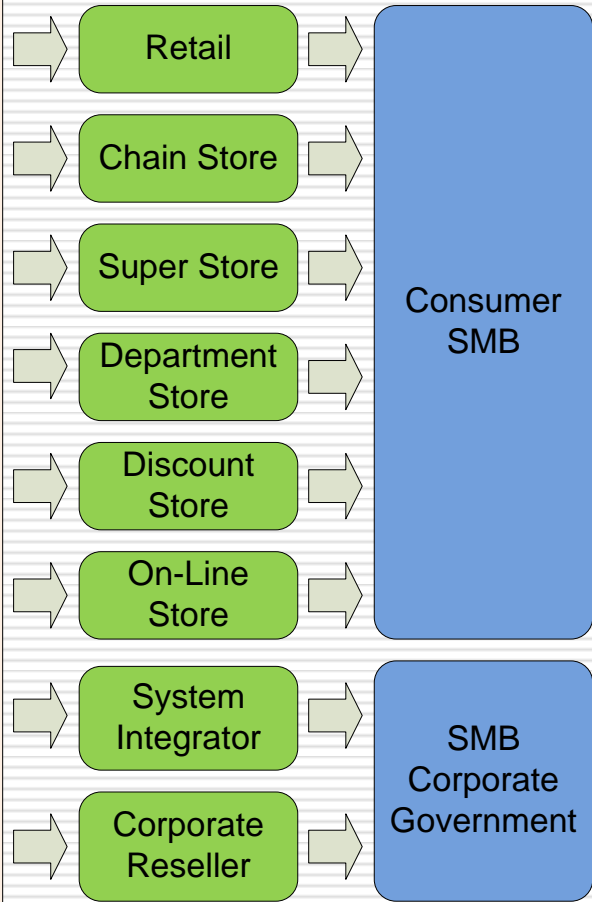 Retail
Chain Store
Super Store
Department
Store
Discount
Store
On-Line
Store
Consumer
SMB
System
Integrator
Corporate
Reseller
SMB
Corporate
Government